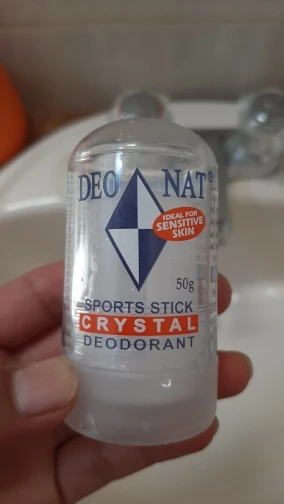 DEO NAT®
IDEAL FOR
SENSITIVE
SKIN
50g
SPORTS STICK
CRYSTAL
DEODORANT